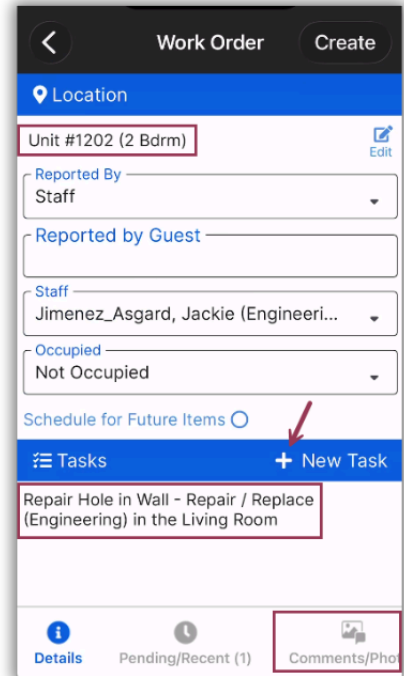 Work Order
Create
Location
Unit #1202 (2 Bdrm)
Edit
Reported By
Staff
Reported by Guest
Staff
Jimenez_Asgard, Jackie (Engineeri...
Occupied
Not Occupied
Schedule for Future Items
Tasks
+ New Task
Repair Hole in Wall - Repair / Replace
(Engineering) in the Living Room
Details
Pending/Recent (1)
Comments/Phot